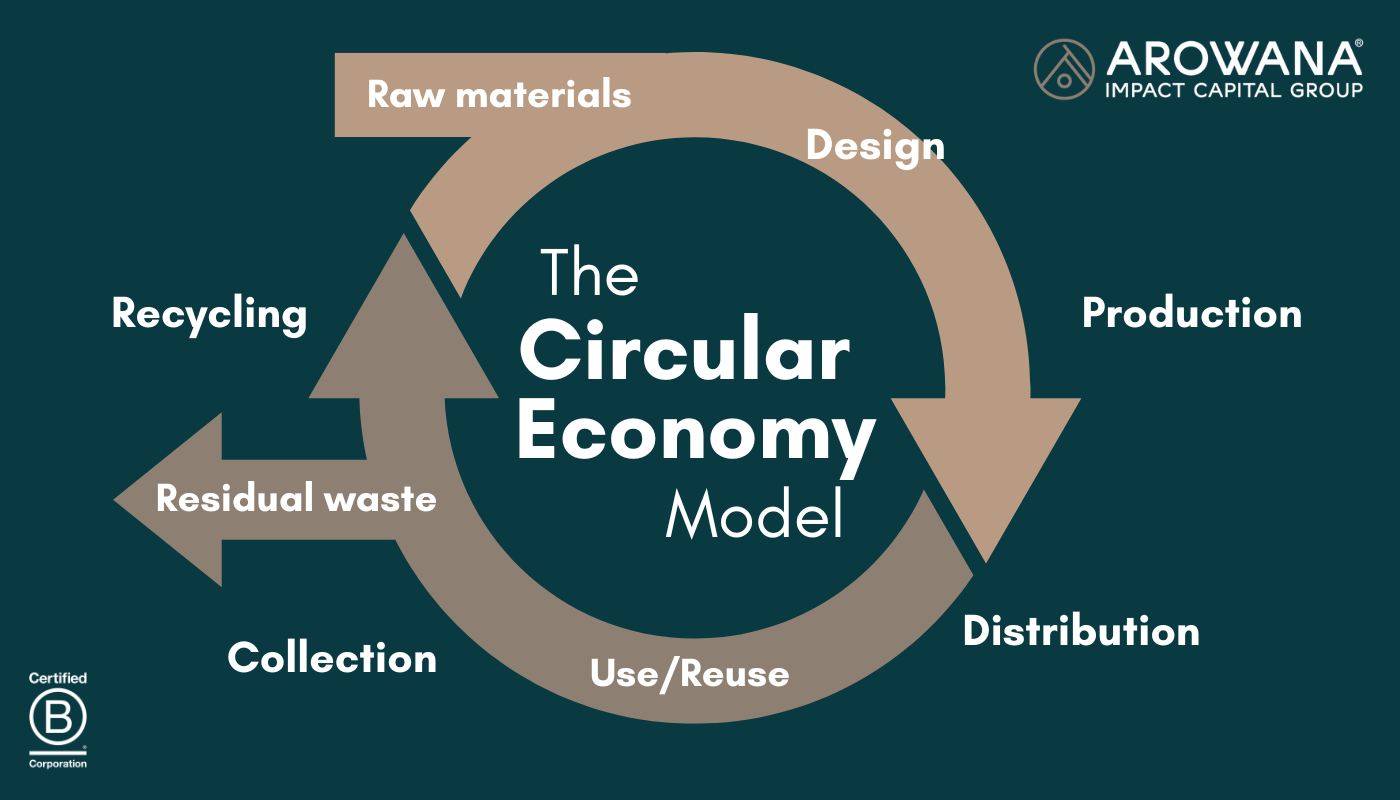 AROWANA®
IMPACT CAPITAL GROUP
Raw materials
Design
Production
Distribution
Use/Reuse
Collection
Residual waste
Recycling
The
Circular
Economy
Model
Certified
B
®
Corporation